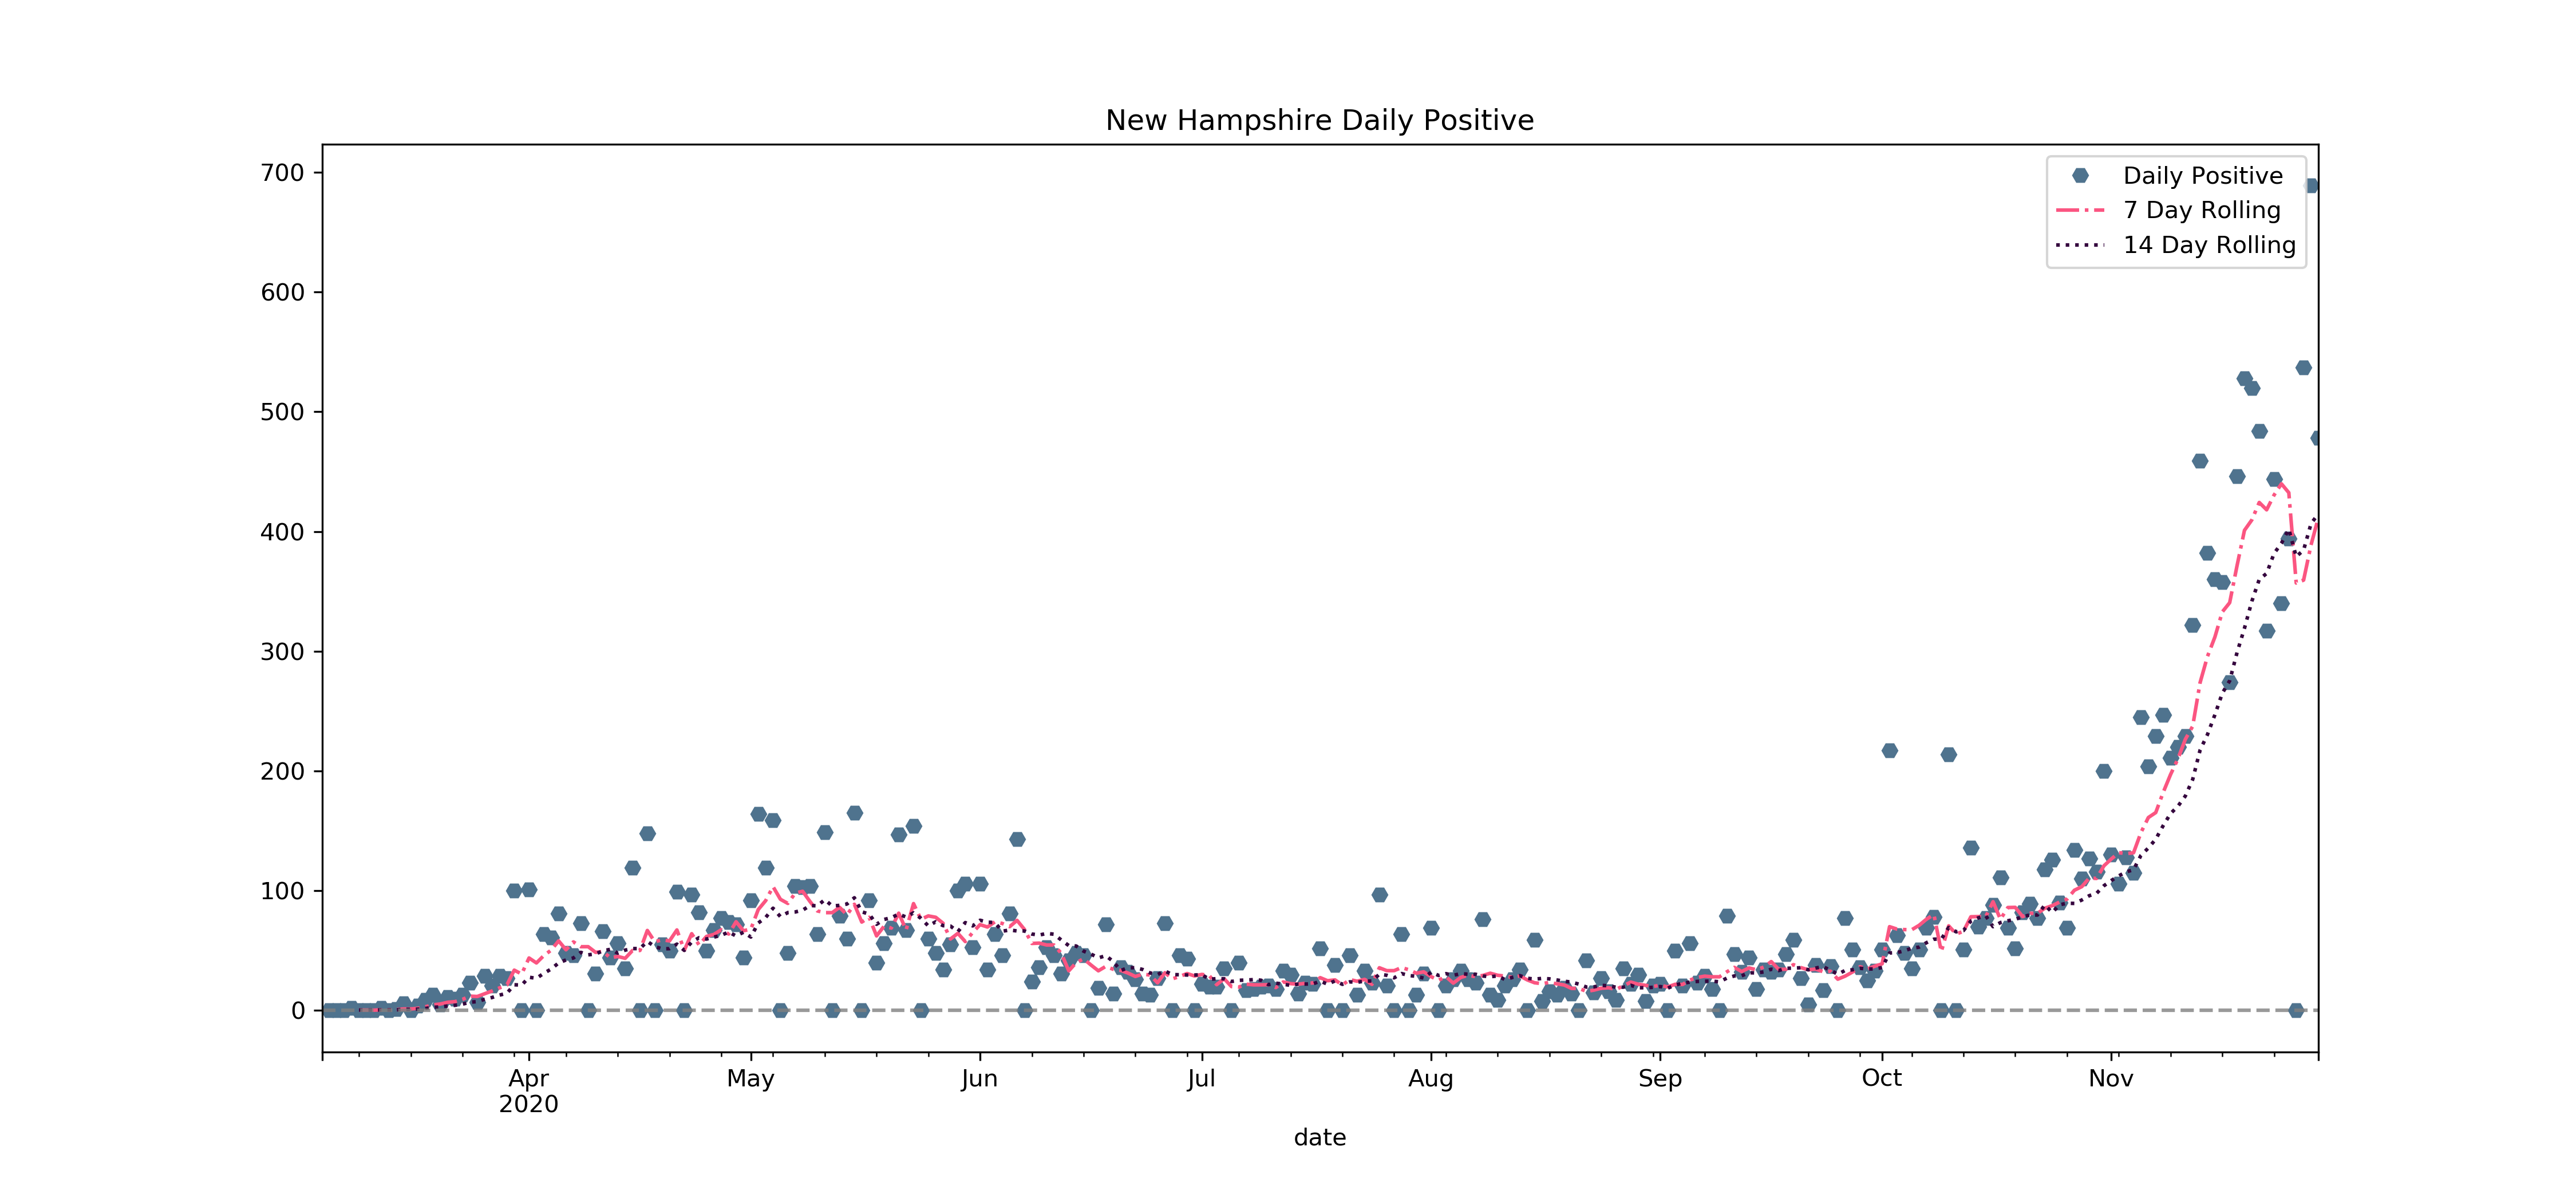 New Hampshire Daily Positive
700
600
500
400
300
200
100
0
Daily Positive
7 Day Rolling
14 Day Rolling
Apr
2020
May
Jun
Jul
Aug
Sep
Oct
Nov
date